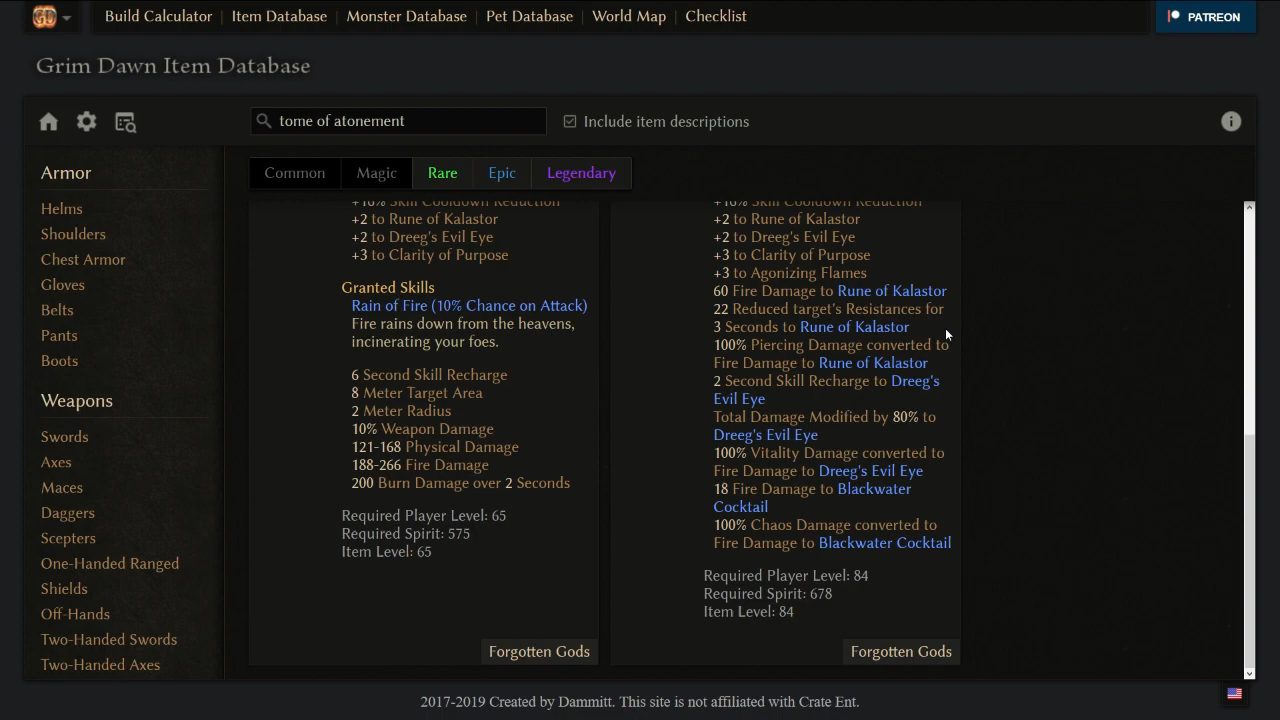 Build Calculator
Item Database
Monster Database
Pet Database
World Map
Checklist
PATREON
Grim Dawn Item Database
tome of atonement
Include item descriptions
Common
Magic
Rare
Epic
Legendary
Armor
Helms
Shoulders
Chest Armor
Gloves
Belts
Pants
Boots
Weapons
Swords
Axes
Maces
Daggers
Scepters
One-Handed Ranged
Shields
Off-Hands
Two-Handed Swords
Two-Handed Axes
Skill Cooldown Reduction
+2 to Rune of Kalastor
+2 to Dreeg's Evil Eye
+3 to Clarity of Purpose
Granted Skills
Rain of Fire (10% Chance on Attack)
Fire rains down from the heavens,
incinerating your foes.
6 Second Skill Recharge
8 Meter Target Area
2 Meter Radius
10% Weapon Damage
121-168 Physical Damage
188-266 Fire Damage
200 Burn Damage over 2 Seconds
Required Player Level: 65
Required Spirit: 575
Item Level: 65
Forgotten Gods
Skill Cooldown Reduction
+2 to Rune of Kalastor
+2 to Dreeg's Evil Eye
+3 to Clarity of Purpose
+3 to Agonizing Flames
60 Fire Damage to Rune of Kalastor
22 Reduced target's Resistances for
3 Seconds to Rune of Kalastor
100% Piercing Damage converted to
Fire Damage to Rune of Kalastor
2 Second Skill Recharge to Dreeg's
Evil Eye
Total Damage Modified by 80% to
Dreeg's Evil Eye
100% Vitality Damage converted to
Fire Damage to Dreeg's Evil Eye
18 Fire Damage to Blackwater
Cocktail
100% Chaos Damage converted to
Fire Damage to Blackwater Cocktail
Required Player Level: 84
Required Spirit: 678
Item Level: 84
Forgotten Gods
2017-2019 Created by Dammitt. This site is not affiliated with Crate Ent.